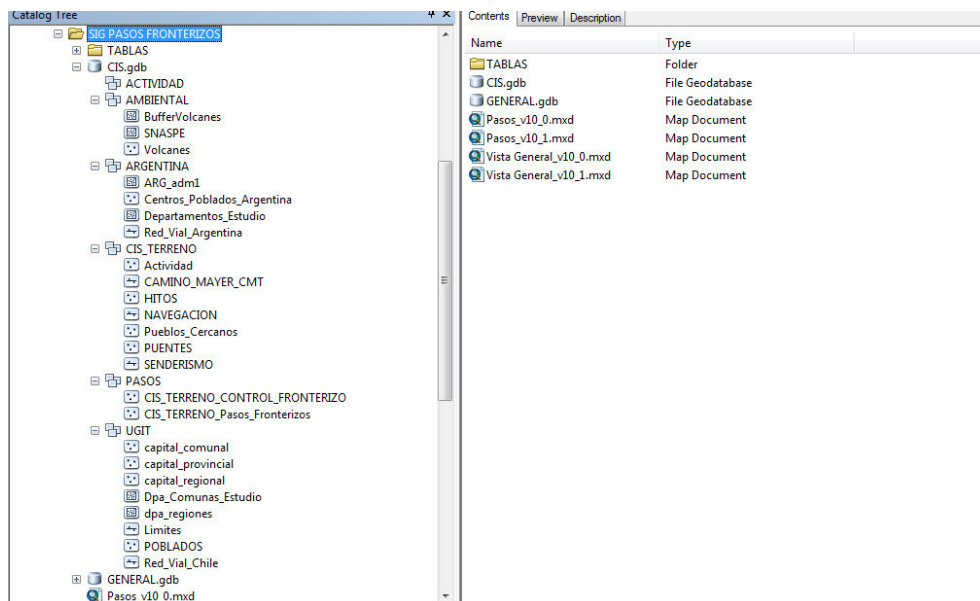 Catalog Tree
SIG PASOS FRONTERIZOS
TABLAS
CIS.gdb
ACTIVIDAD
AMBIENTAL
BufferVolcanes
SNASPE
Volcanes
ARGENTINA
ARG_adm1
Centros_Poblados_Argentina
Departamentos_Estudio
Red_Vial_Argentina
CIS_TERRENO
Actividad
CAMINO_MAYER_CMT
HITOS
NAVEGACION
Pueblos_Cercanos
PUENTES
SENDERISMO
PASOS
CIS_TERRENO_CONTROL_FRONTERIZO
CIS_TERRENO_Pasos_Fronterizos
UGIT
capital_comunal
capital_provincial
capital_regional
Dpa_Comunas_Estudio
dpa_regiones
Limites
POBLADOS
Red_Vial_Chile
GENERAL.gdb
Pasos_v10_0.mxd
Contents Preview Description
Name Type
TABLAS Folder
CIS.gdb File Geodatabase
GENERAL.gdb File Geodatabase
Pasos_v10_0.mxd Map Document
Pasos_v10_1.mxd Map Document
Vista General_v10_0.mxd Map Document
Vista General_v10_1.mxd Map Document